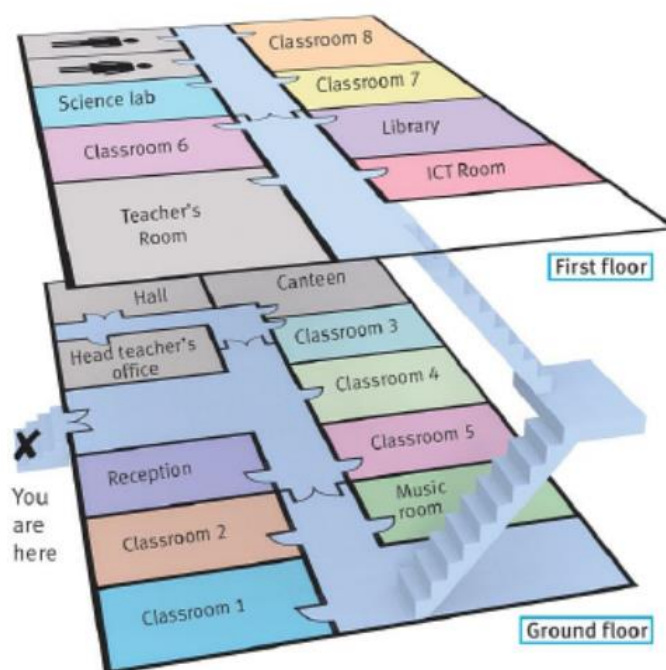 Classroom 8
Classroom 7
Science lab
Library
Classroom 6
ICT Room
Teacher's
Room
First floor
Hall
Canteen
Classroom 3
Head teacher's
office
Classroom 4
Classroom 5
Reception
Music
room
You
are
here
Classroom 2
Classroom 1
Ground floor